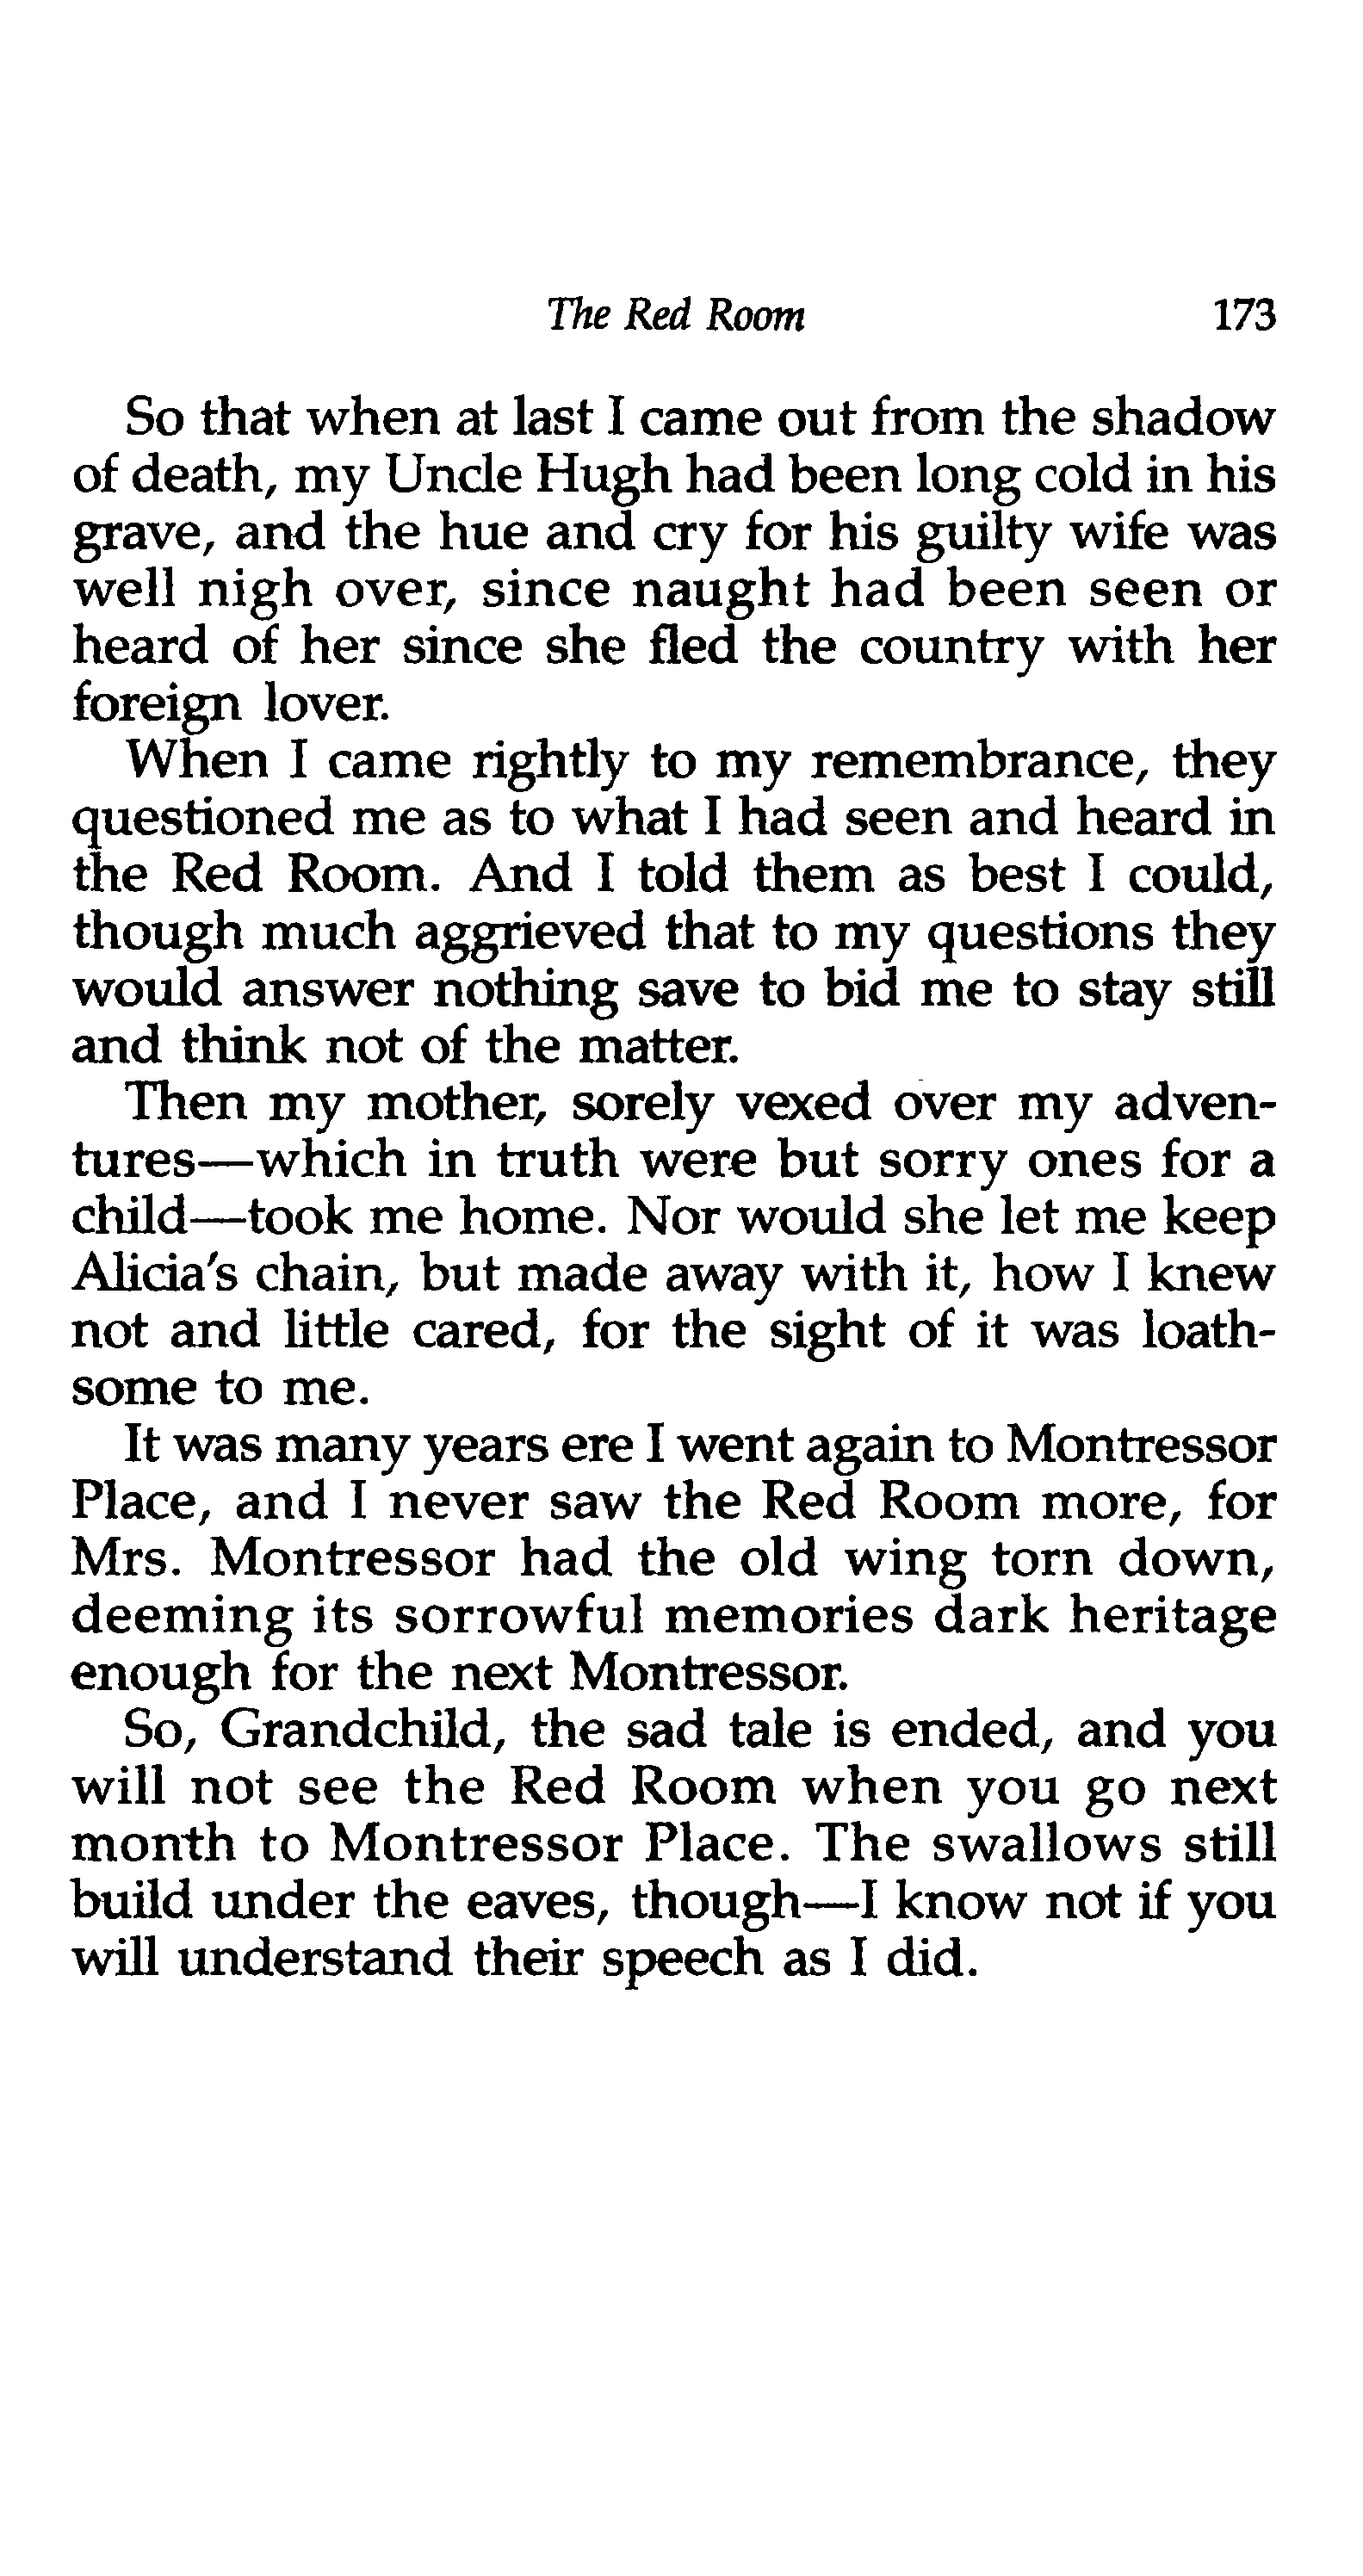 The Red Room 173
So that when at last I came out from the shadow
of death, my Uncle Hugh had been long cold in his
grave, and the hue and cry for his guilty wife was
well nigh over, since naught had been seen or
heard of her since she fled the country with her
foreign lover.
When I came rightly to my remembrance, they
questioned me as to what I had seen and heard in
the Red Room. And I told them as best I could,
though much aggrieved that to my questions they
would answer nothing save to bid me to stay still
and think not of the matter.
Then my mother, sorely vexed over my adven-
tures—which in truth were but sorry ones for a
child—took me home. Nor would she let me keep
Alicia's chain, but made away with it, how I knew
not and little cared, for the sight of it was loath-
some to me.
It was many years ere I went again to Montressor
Place, and I never saw the Red Room more, for
Mrs. Montressor had the old wing torn down,
deeming its sorrowful memories dark heritage
enough for the next Montressor.
So, Grandchild, the sad tale is ended, and you
will not see the Red Room when you go next
month to Montressor Place. The swallows still
build under the eaves, though—I know not if you
will understand their speech as I did.